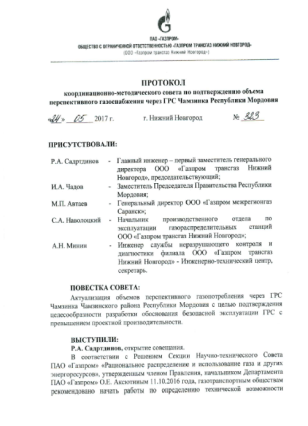 ПАО «ГАЗПРОМ»
ОБЩЕСТВО С ОГРАНИЧЕННОЙ ОТВЕТСТВЕННОСТЬЮ «ГАЗПРОМ ТРАНСГАЗ НИЖНИЙ НОВГОРОД»
(ООО «Газпром трансгаз Нижний Новгород»)
ПРОТОКОЛ
координационно-методического совета по подтверждению объема
перспективного газоснабжения через ГРС Чамзинка Республики Мордовия
«24» 05 2017 г. г. Нижний Новгород № 323
ПРИСУТСТВОВАЛИ:
Р.А. Садртдинов - Главный инженер – первый заместитель генерального
директора ООО «Газпром трансгаз Нижний
Новгород», председательствующий;
И.А. Чадов - Заместитель Председателя Правительства Республики
Мордовия;
М.П. Автаев - Генеральный директор ООО «Газпром межрегионгаз
Саранск»;
С.А. Наволоцкий - Начальник производственного отдела по
эксплуатации газораспределительных станций
ООО «Газпром трансгаз Нижний Новгород»;
А.Н. Минин - Инженер службы неразрушающего контроля и
диагностики филиала ООО «Газпром трансгаз
Нижний Новгород» - Инженерно-технический центр,
секретарь.
ПОВЕСТКА СОВЕТА:
Актуализация объемов перспективного газопотребления через ГРС
Чамзинка Чамзинского района Республики Мордовия с целью подтверждения
целесообразности разработки обоснования безопасной эксплуатации ГРС с
превышением проектной производительности.
ВЫСТУПИЛИ:
Р.А. Садртдинов, открытие совещания.
В соответствии с Решением Секции Научно-технического Совета
ПАО «Газпром» «Рациональное распределение и использование газа и других
энергоресурсов», утвержденным членом Правления, начальником Департамента
ПАО «Газпром» О.Е. Аксютиным 11.10.2016 года, газотранспортным обществам
рекомендовано начать работы по определению технической возможности